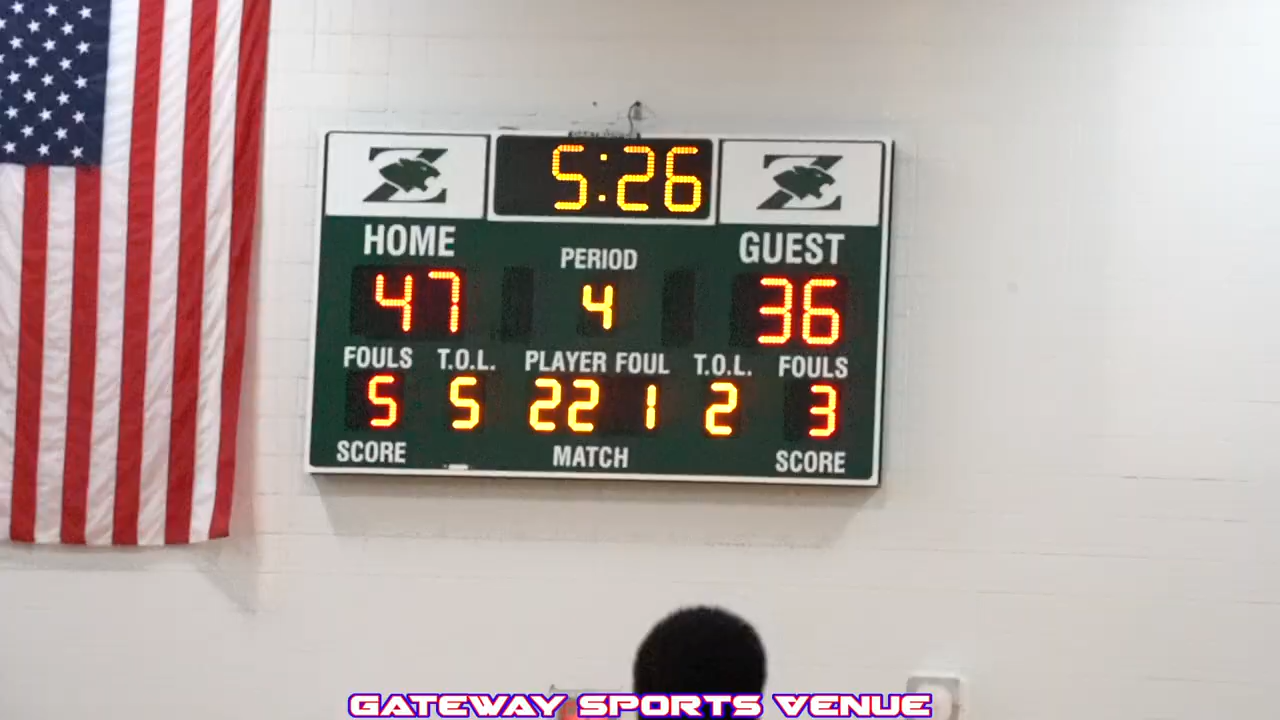 5:26
HOME
PERIOD
GUEST
47
4
36
FOULS T.O.L. PLAYER FOUL T.O.L. FOULS
5 5 22 1 2 3
SCORE MATCH SCORE
GATEWAY SPORTS VENUE